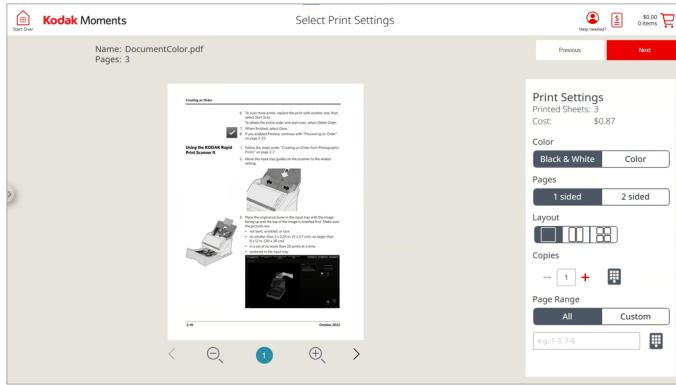 Start Over
Kodak Moments
Select Print Settings
Help needed?
$
$0.00
0 items
Name: DocumentColor.pdf
Pages: 3
Previous
Next
Creating an Order
6. To scan more prints, replace the print with another one, then
select Start Scan.
To delete the entire order and start over, select Delete Order.
7. When finished, select Done.
8. If you enabled Preview, continue with "Previewing an Order"
on page 2-25.
Using the KODAK Rapid
Print Scanner II
1. Follow the steps under "Creating an Order from Photographic
Prints" on page 2-7.
2. Move the input tray guides on the scanner to the widest
setting.
3. Place the original pictures in the input tray with the image
facing up and the top of the image is inserted first. Make sure
the pictures are:
• not bent, wrinkled, or torn
• no smaller than 2 x 2.25 in. (5 x 5.7 cm); no larger than
8 x 12 in. (20 x 30 cm)
• in a set of no more than 20 prints at a time
• centered in the input tray
2-10
October 2022
1
Print Settings
Printed Sheets: 3
Cost: $0.87
Color
Black & White
Color
Pages
1 sided
2 sided
Layout
Copies
1
Page Range
All
Custom
e.g. 1-3, 7-9